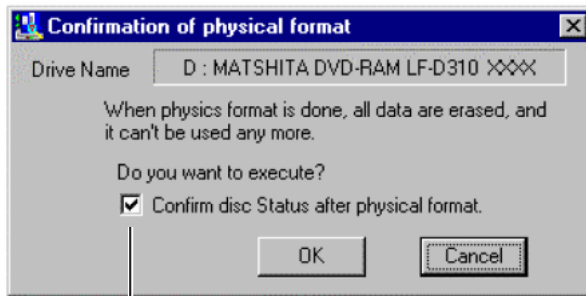 Confirmation of physical format
Drive Name D : MATSHITA DVD-RAM LF-D310 XXXX
When physics format is done, all data are erased, and
it can't be used any more.
Do you want to execute?
Confirm disc Status after physical format.
OK Cancel